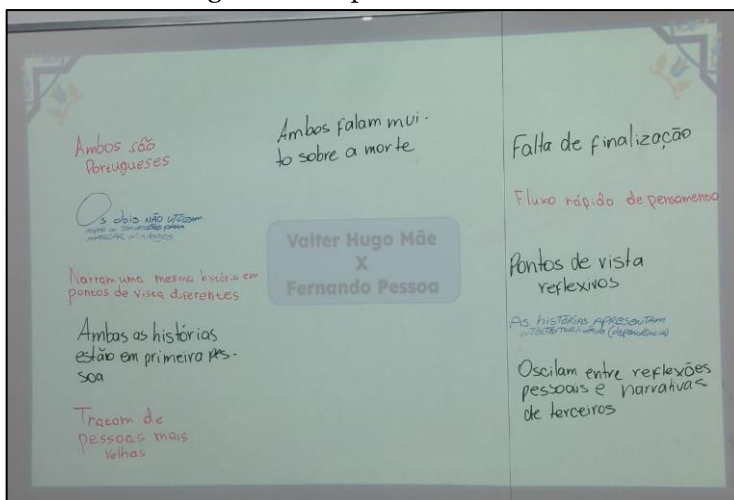 Ambos são
Portugueses
Os dois NÃO UTILIZAM
NARRAM uma mesma história em
pontos de vista diferentes
Ambas as histórias
estão em primeira pes-
soa
Tratam de
pessoas mais
velhas
Ambos falam mui-
to sobre a morte
Valter Hugo Mãe
X
Fernando Pessoa
Falta de finalização
Fluxo rápido de pensamento
Pontos de vista
reflexivos
As histórias APRESENTAM
INTERTEXTUALIDADE (dependência)
Oscilam entre reflexões
pessoais e narrativas
de terceiros